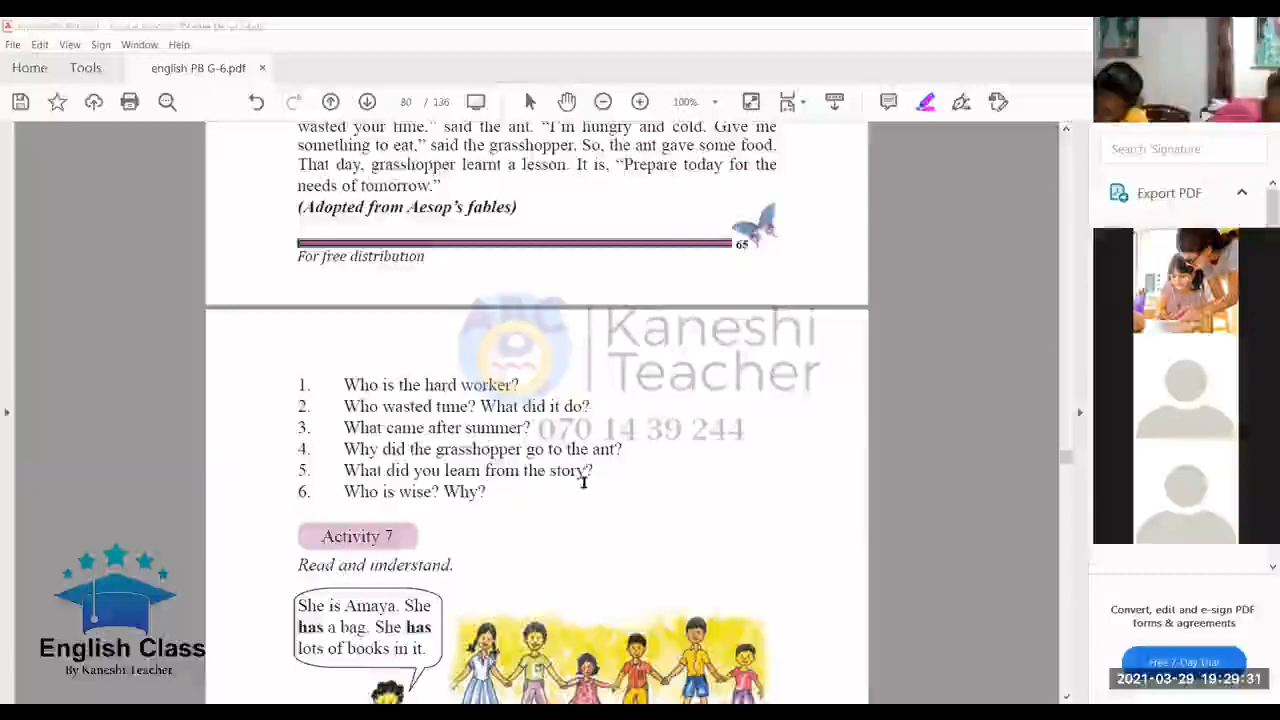 File Edit View Sign Window Help
Home Tools english PB G-6.pdf ×
80 / 136 100%
wasted your time." said the ant. "I'm hungry and cold. Give me
something to eat," said the grasshopper. So, the ant gave some food.
That day, grasshopper learnt a lesson. It is, "Prepare today for the
needs of tomorrow."
(Adopted from Aesop's fables)
65
For free distribution
ABC
Kaneshi
Teacher
070 14 39 244
1. Who is the hard worker?
2. Who wasted time? What did it do?
3. What came after summer?
4. Why did the grasshopper go to the ant?
5. What did you learn from the story?
6. Who is wise? Why?
Activity 7
Read and understand.
She is Amaya. She
has a bag. She has
lots of books in it.
English Class
By Kaneshi Teacher
Search 'Signature'
Export PDF
Convert, edit and e-sign PDF
forms & agreements
Free 7-Day Trial
2021-03-29 19:29:31